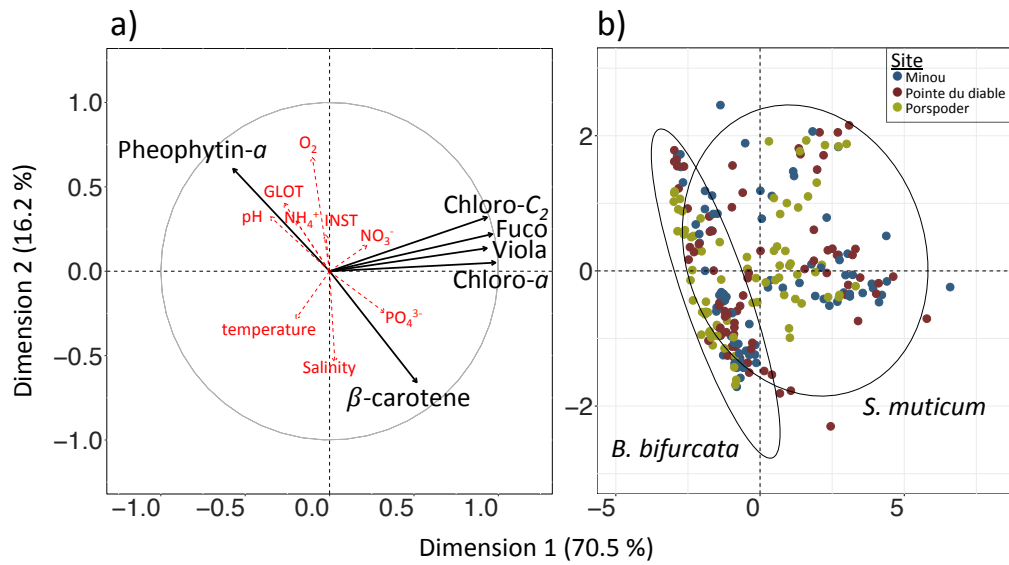 a)
1.0
0.5
0.0
−0.5
−1.0
Dimension 2 (16.2 %)
Pheophytin-a
O₂
GLOT
pH
NH₄⁺
INST
NO₃⁻
Chloro-C₂
Fuco
Viola
Chloro-a
temperature
PO₄³⁻
Salinity
β-carotene
−1.0 −0.5 0.0 0.5 1.0
b)
Site
Minou
Pointe du diable
Porspoder
2
0
−2
B. bifurcata
S. muticum
−5 0 5
Dimension 1 (70.5 %)